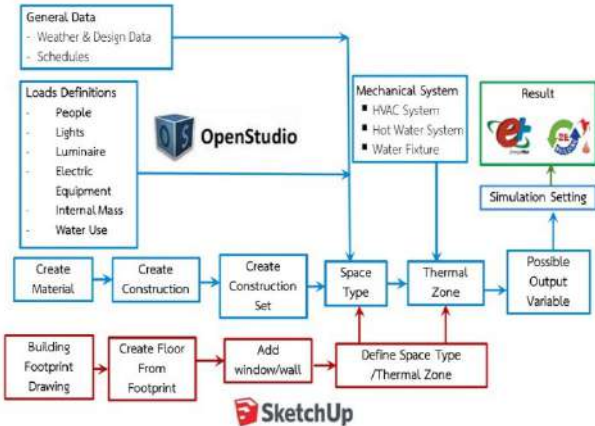 General Data
- Weather & Design Data
- Schedules
Loads Definitions
- People
- Lights
- Luminaire
- Electric
Equipment
- Internal Mass
- Water Use
OS
OpenStudio
Mechanical System
▪ HVAC System
▪ Hot Water System
▪ Water Fixture
Result
Simulation Setting
Create
Material
Create
Construction
Create
Construction
Set
Space
Type
Thermal
Zone
Possible
Output
Variable
Building
Footprint
Drawing
Create Floor
From
Footprint
Add
window/wall
Define Space Type
/Thermal Zone
SketchUp